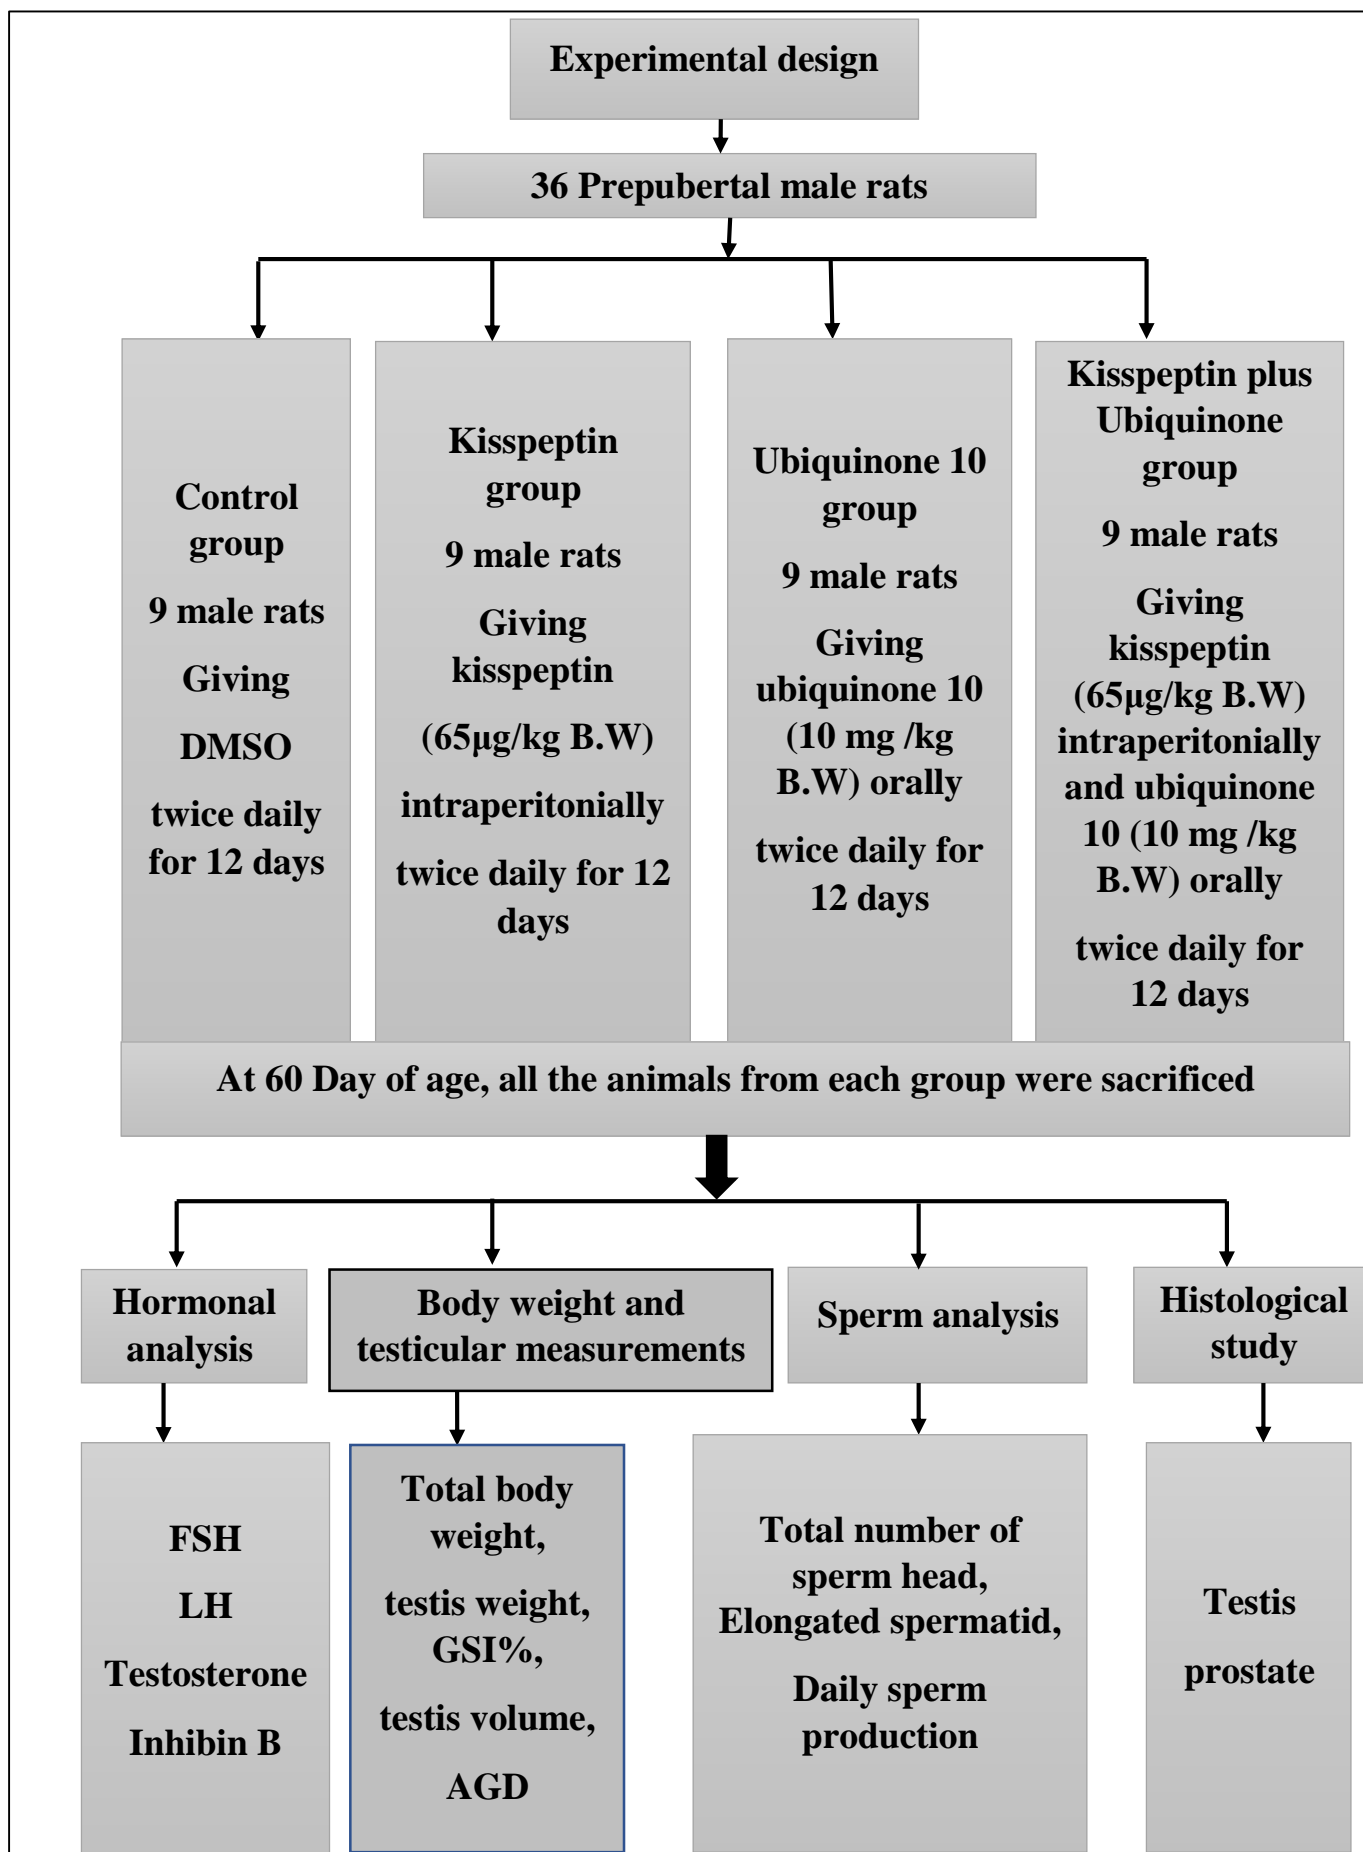 Experimental design
36 Prepubertal male rats
Control
group
9 male rats
Giving
DMSO
twice daily
for 12 days
Kisspeptin
group
9 male rats
Giving
kisspeptin
(65µg/kg B.W)
intraperitonially
twice daily for 12
days
Ubiquinone 10
group
9 male rats
Giving
ubiquinone 10
(10 mg /kg
B.W) orally
twice daily for
12 days
Kisspeptin plus
Ubiquinone
group
9 male rats
Giving
kisspeptin
(65µg/kg B.W)
intraperitonially
and ubiquinone
10 (10 mg /kg
B.W) orally
twice daily for
12 days
At 60 Day of age, all the animals from each group were sacrificed
Hormonal
analysis
Body weight and
testicular measurements
Sperm analysis
Histological
study
FSH
LH
Testosterone
Inhibin B
Total body
weight,
testis weight,
GSI%,
testis volume,
AGD
Total number of
sperm head,
Elongated spermatid,
Daily sperm
production
Testis
prostate